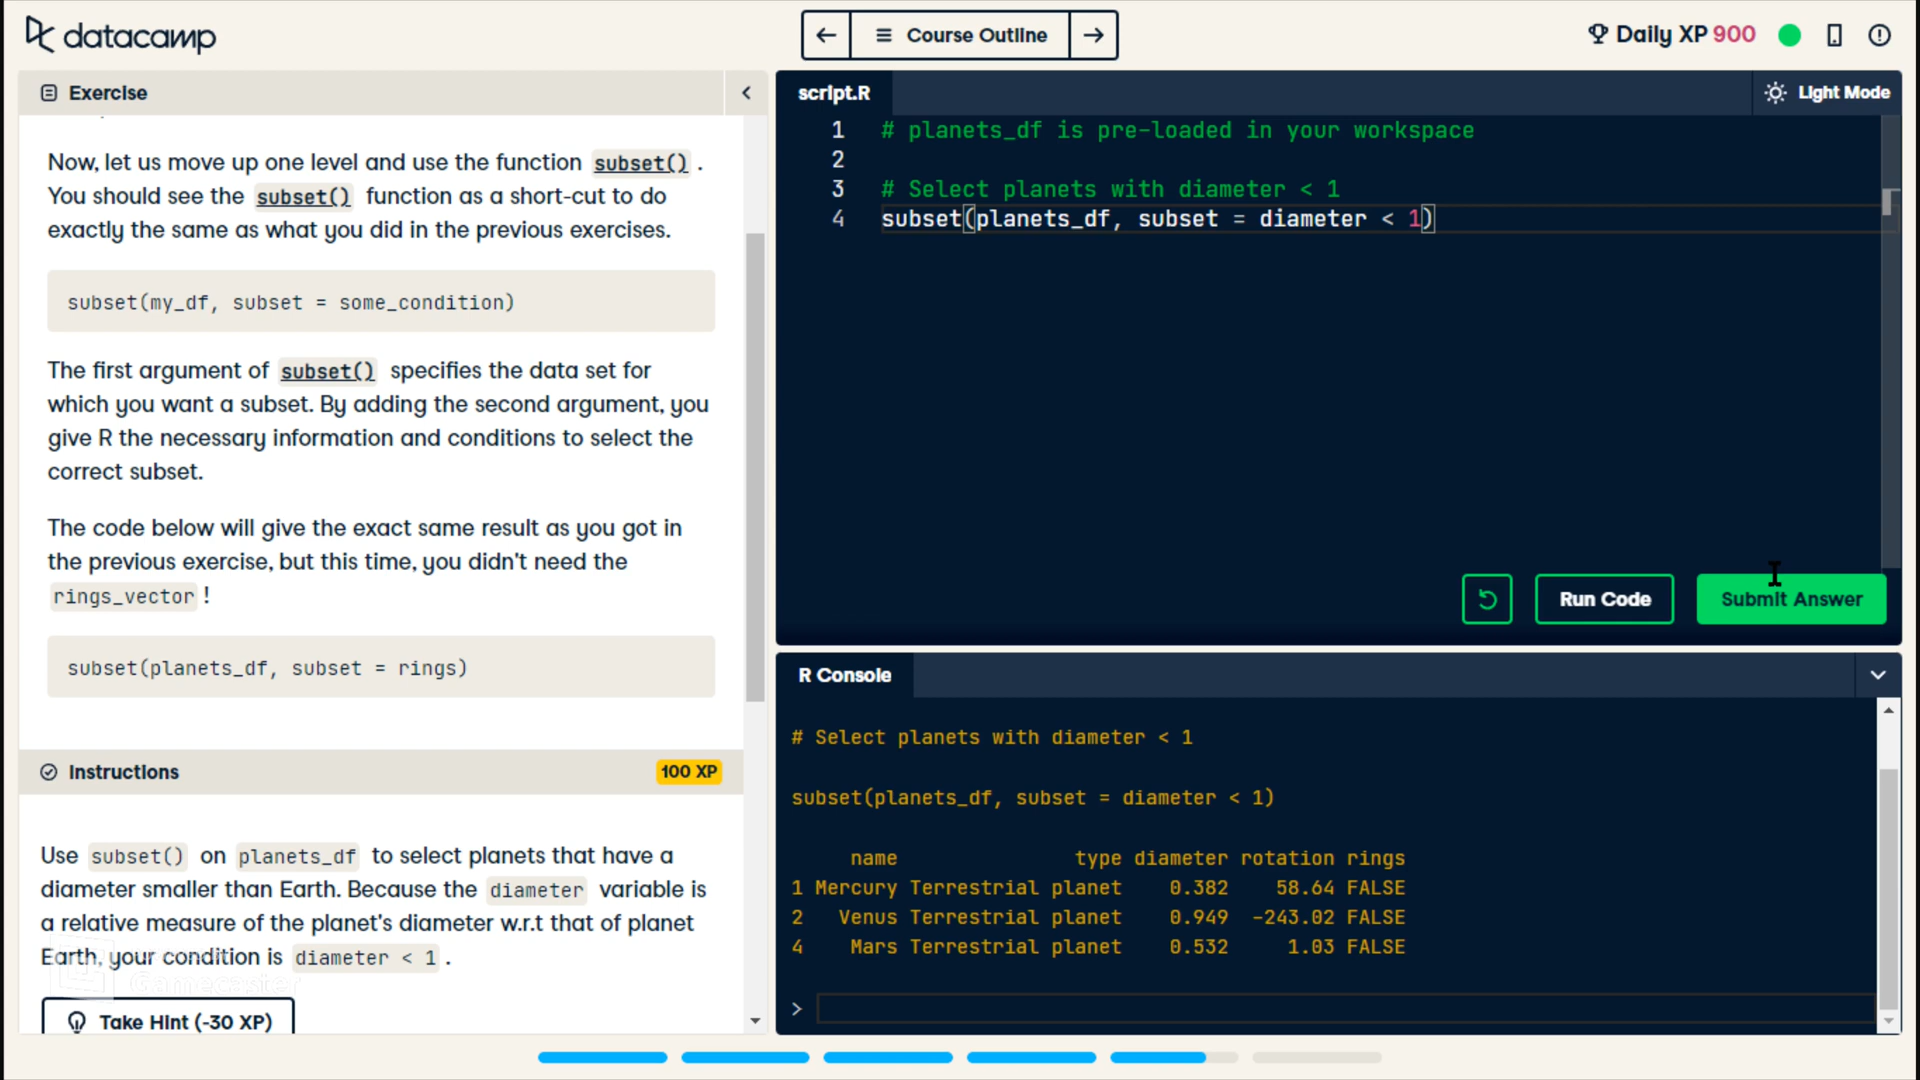 datacamp
Course Outline
Daily XP 900
Exercise
Now, let us move up one level and use the function subset() .
You should see the subset() function as a short-cut to do
exactly the same as what you did in the previous exercises.
subset(my_df, subset = some_condition)
The first argument of subset() specifies the data set for
which you want a subset. By adding the second argument, you
give R the necessary information and conditions to select the
correct subset.
The code below will give the exact same result as you got in
the previous exercise, but this time, you didn't need the
rings_vector !
subset(planets_df, subset = rings)
Instructions
100 XP
Use subset() on planets_df to select planets that have a
diameter smaller than Earth. Because the diameter variable is
a relative measure of the planet's diameter w.r.t that of planet
Earth, your condition is diameter < 1 .
Gamecaster
Take Hint (-30 XP)
script.R
Light Mode
1 # planets_df is pre-loaded in your workspace
2
3 # Select planets with diameter < 1
4 subset(planets_df, subset = diameter < 1)
Run Code
Submit Answer
R Console
# Select planets with diameter < 1
subset(planets_df, subset = diameter < 1)
name type diameter rotation rings
1 Mercury Terrestrial planet 0.382 58.64 FALSE
2 Venus Terrestrial planet 0.949 -243.02 FALSE
4 Mars Terrestrial planet 0.532 1.03 FALSE
>